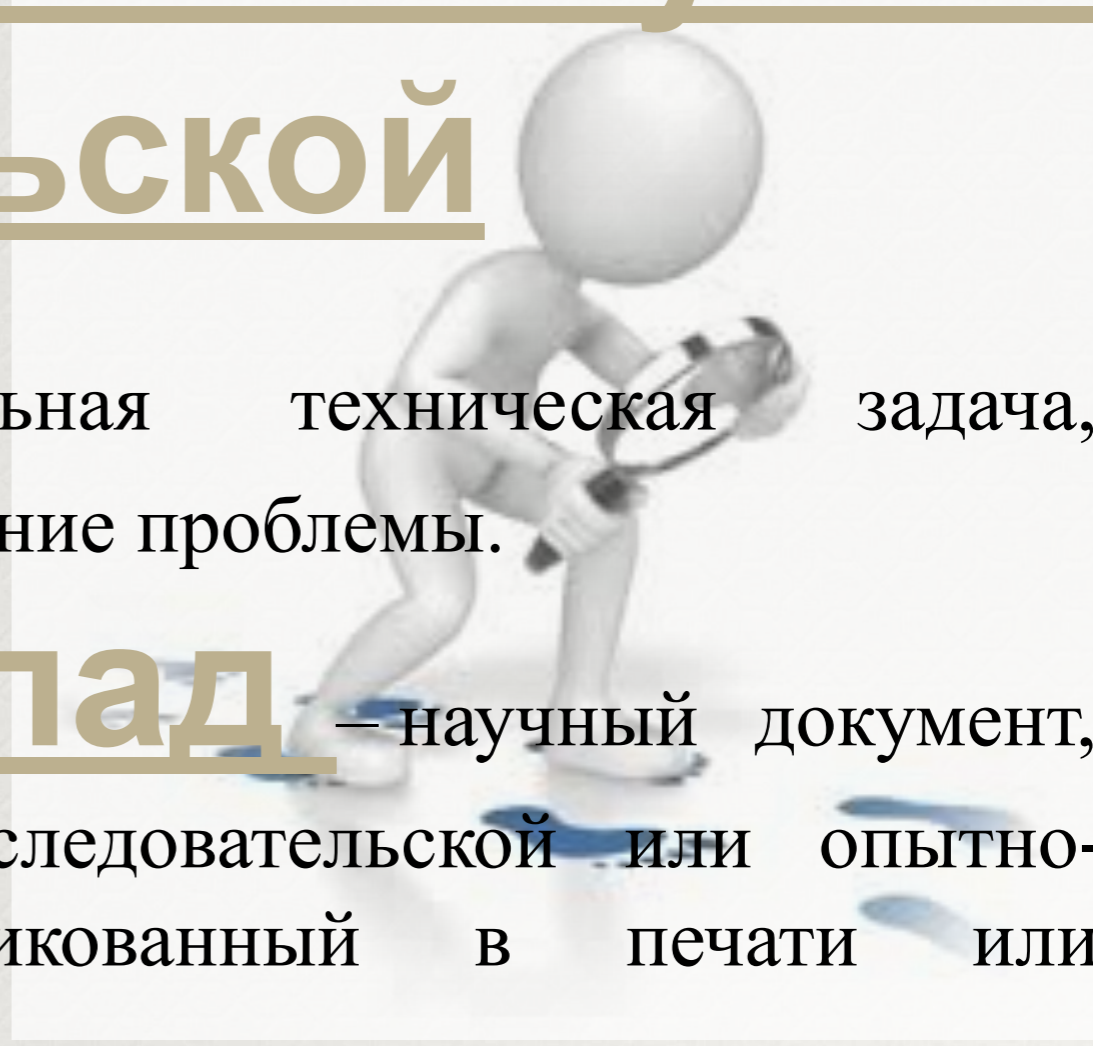 ьской
ьная техническая задача,
ние проблемы.
лад – научный документ,
следовательской или опытно-
икованный в печати или